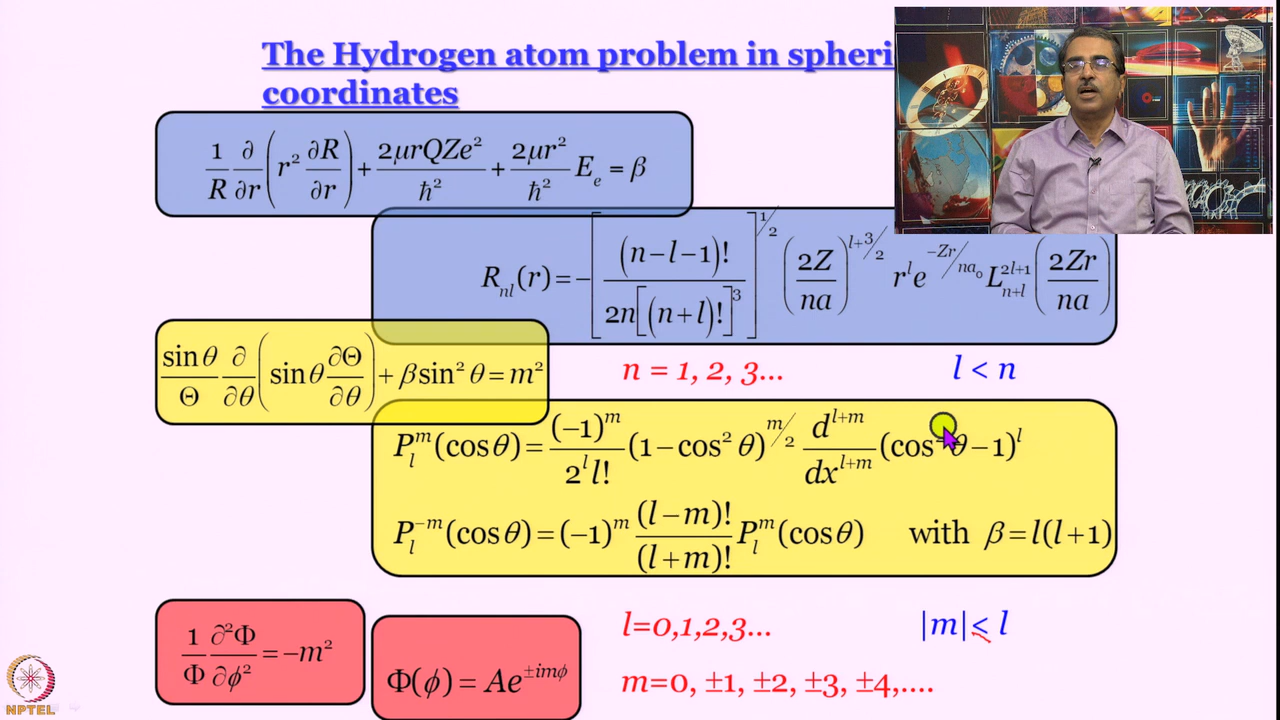 The Hydrogen atom problem in spheri
coordinates
1/R ∂/∂r (r² ∂R/∂r) + 2μrQZe²/ħ² + 2μr²/ħ² E_e = β
R_nl(r) = −[(n−l−1)!/2n[(n+l)!]³]^(1/2) (2Z/na)^(l+3/2) r^l e^(−Zr/na₀) L_(n+l)^(2l+1) (2Zr/na)
sinθ/Θ ∂/∂θ (sinθ ∂Θ/∂θ) + β sin²θ = m²
n = 1, 2, 3... l < n
P_l^m (cosθ) = (−1)^m/2^l l! (1−cos²θ)^(m/2) d^(l+m)/dx^(l+m) (cos²θ−1)^l
P_l^(−m) (cosθ) = (−1)^m (l−m)!/(l+m)! P_l^m (cosθ) with β = l(l+1)
1/Φ ∂²Φ/∂ϕ² = −m²
Φ(ϕ) = Ae^(±imϕ)
l=0,1,2,3... |m| ≤ l
m=0, ±1, ±2, ±3, ±4,....
NPTEL